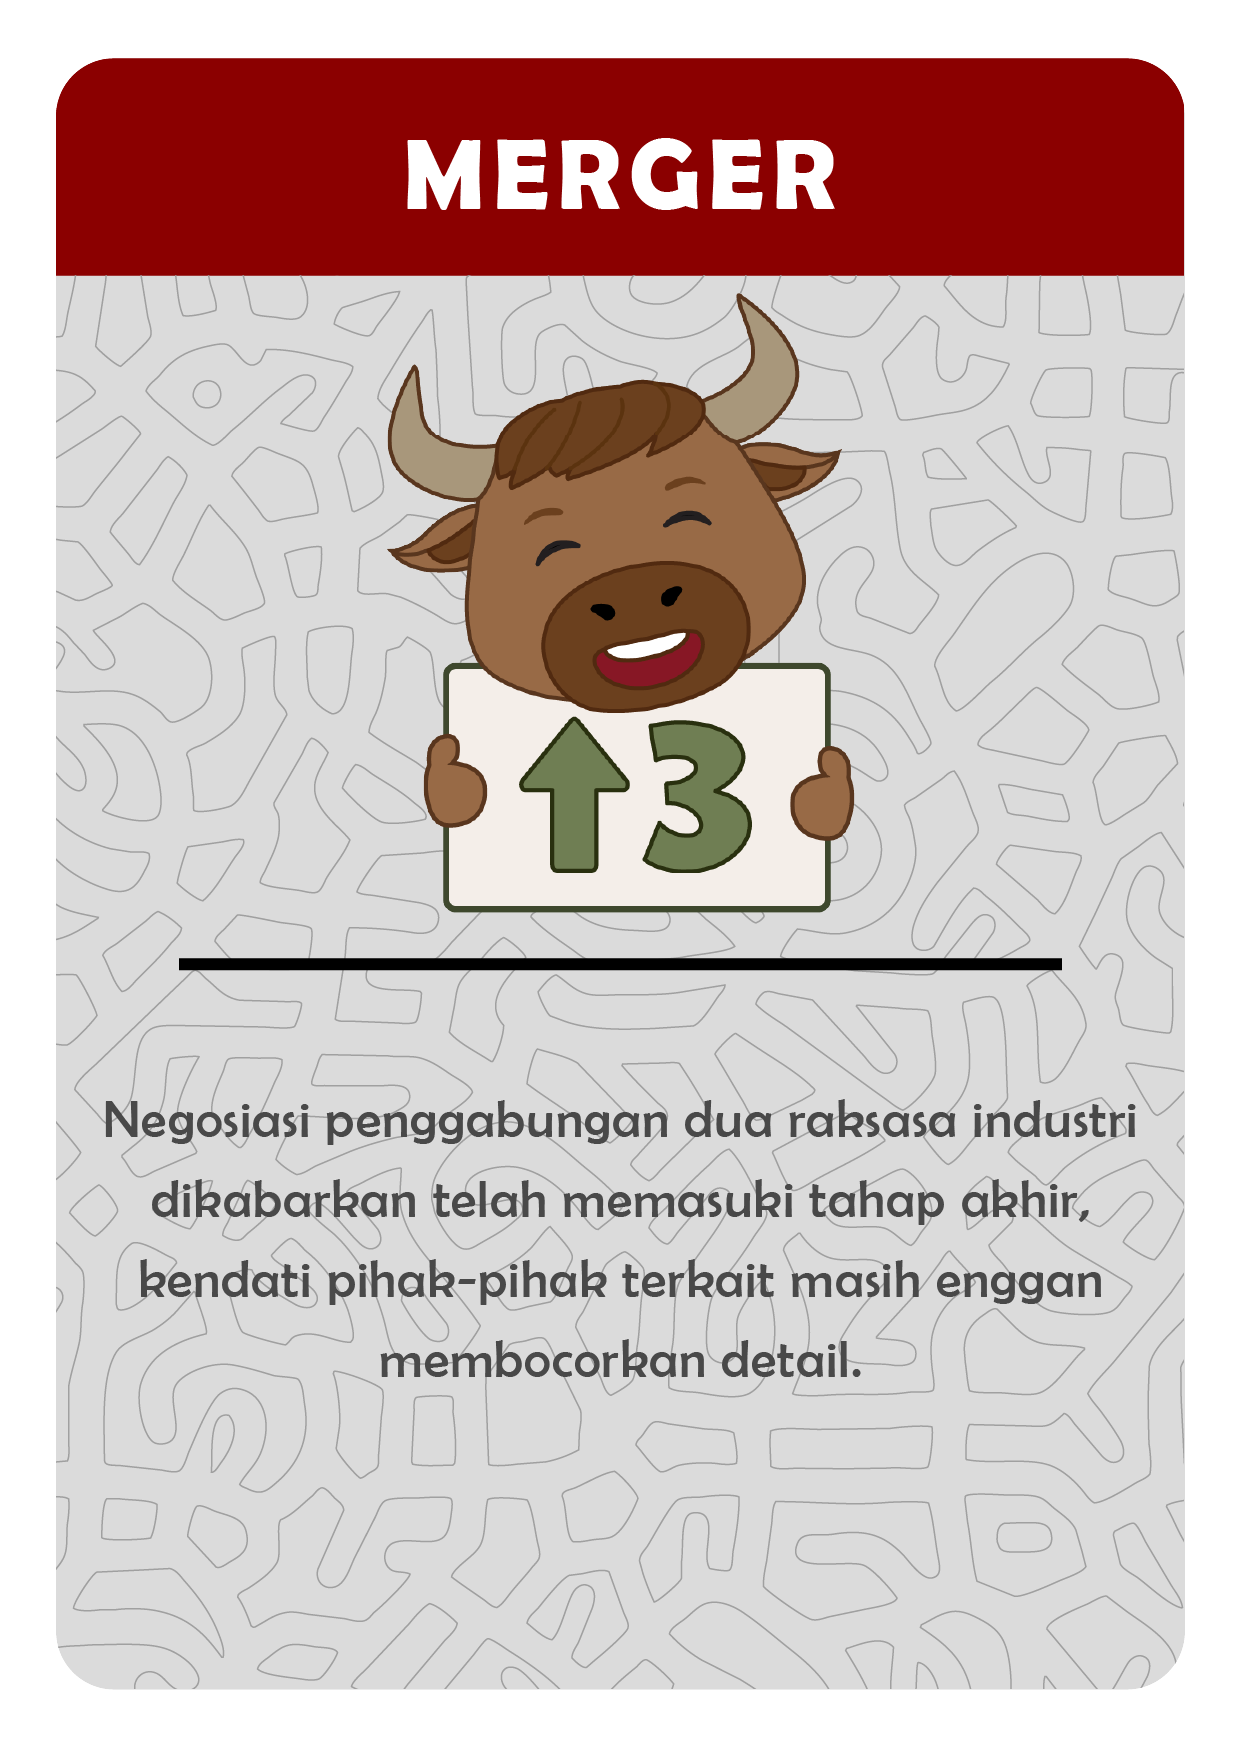 MERGER
↑3
Negosiasi penggabungan dua raksasa industri
dikabarkan telah memasuki tahap akhir,
kendati pihak-pihak terkait masih enggan
membocorkan detail.